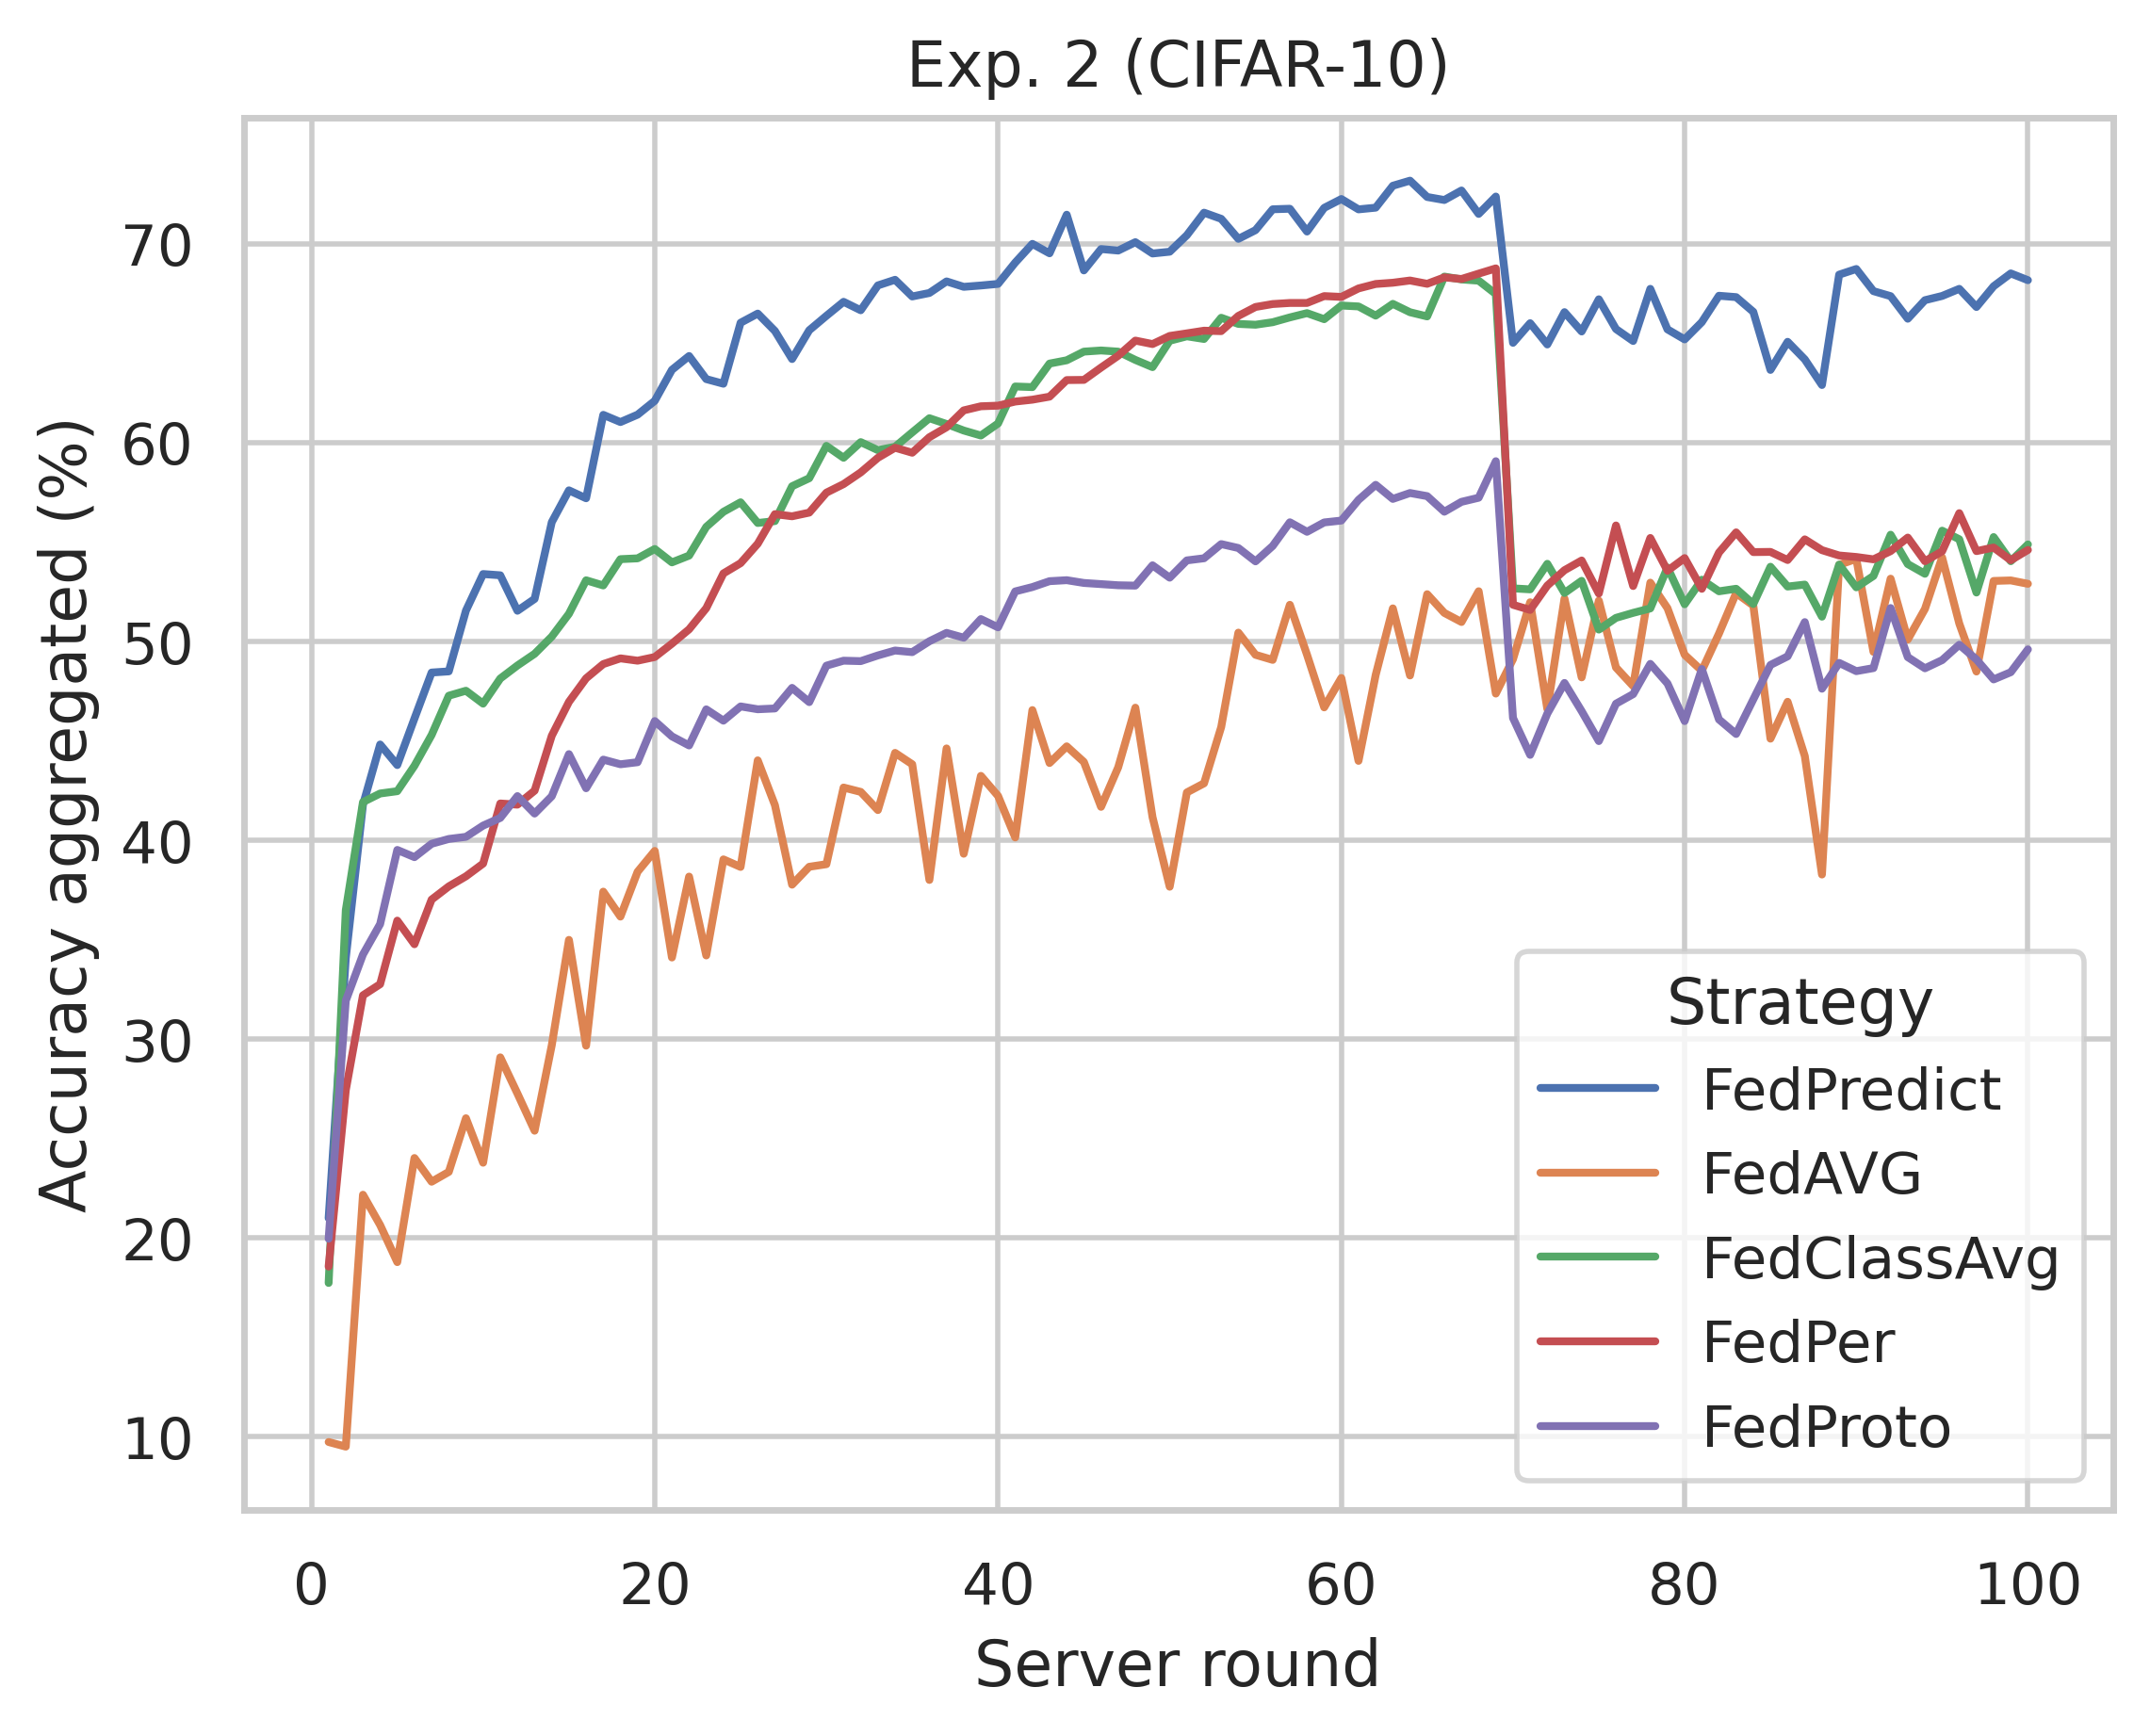 Exp. 2 (CIFAR-10)
Accuracy aggregated (%)
70
60
50
40
30
20
10
Strategy
FedPredict
FedAVG
FedClassAvg
FedPer
FedProto
0 20 40 60 80 100
Server round